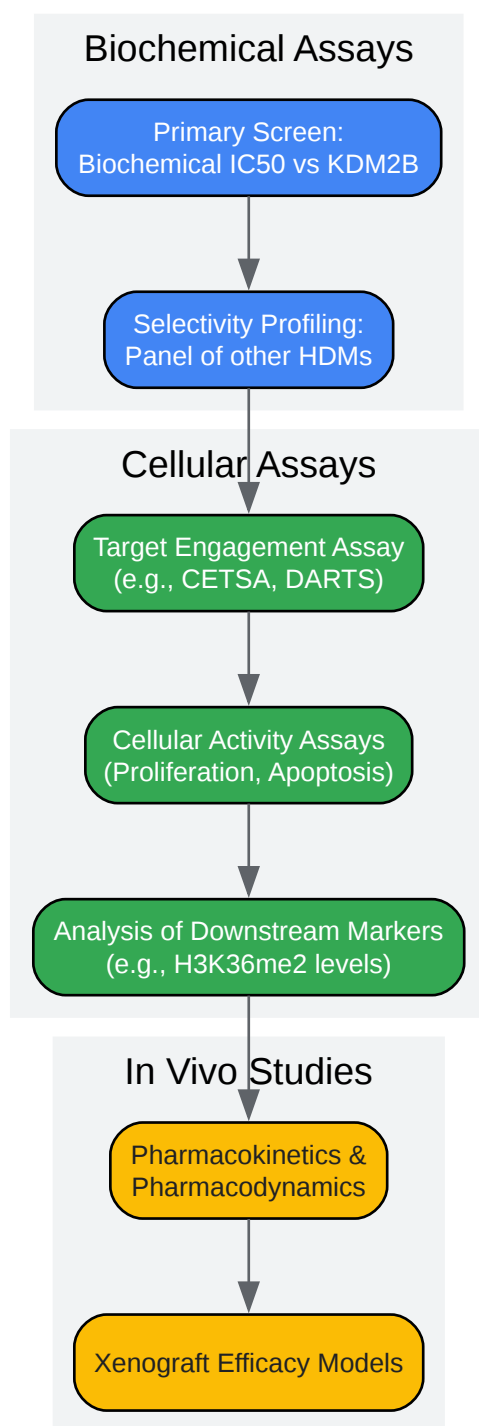 Biochemical Assays
Primary Screen:
Biochemical IC50 vs KDM2B
Selectivity Profiling:
Panel of other HDMs
Cellular Assays
Target Engagement Assay
(e.g., CETSA, DARTS)
Cellular Activity Assays
(Proliferation, Apoptosis)
Analysis of Downstream Markers
(e.g., H3K36me2 levels)
In Vivo Studies
Pharmacokinetics &
Pharmacodynamics
Xenograft Efficacy Models